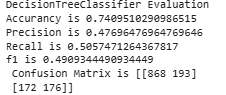 DecisionTreeClassifier Evaluation
Accurancy is 0.7409510290986515
Precision is 0.47696476964769646
Recall is 0.5057471264367817
f1 is 0.4909344490934449
Confusion Matrix is [[868 193]
[172 176]]